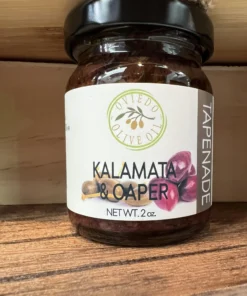 OVIEDO
OLIVE OIL
KALAMATA
& CAPER
NET WT. 2 oz.
TAPENADE